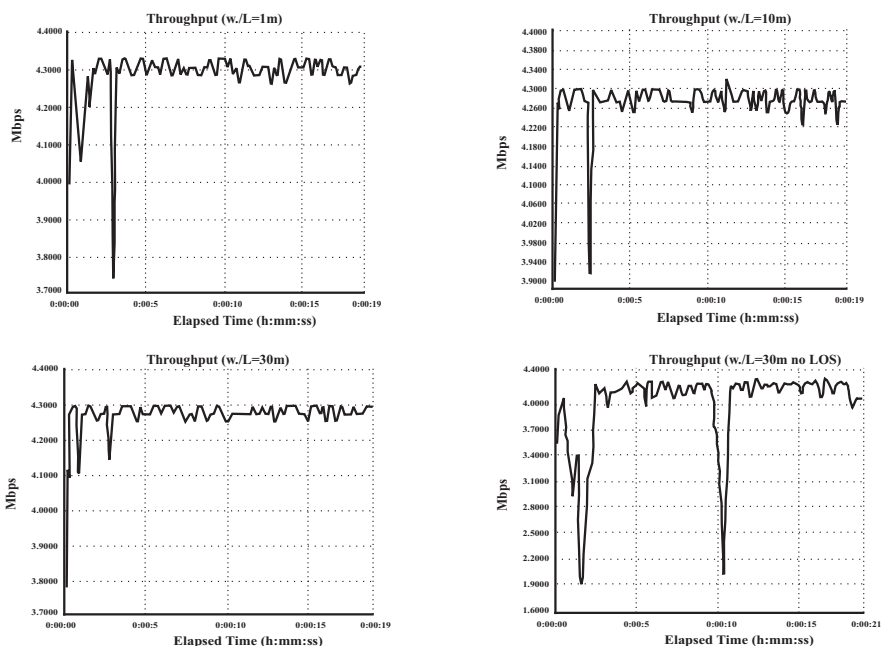 Throughput (w./L=1m)
4.4000
4.3000
4.2000
4.1000
4.0000
3.9000
3.8000
3.7000
Mbps
0:00:00 0:00:5 0:00:10 0:00:15 0:00:19
Elapsed Time (h:mm:ss)
Throughput (w./L=10m)
4.4000
4.3800
4.3400
4.3000
4.2600
4.2200
4.1800
4.1400
4.1000
4.0600
4.0200
3.9800
3.9400
3.9000
Mbps
0:00:00 0:00:5 0:00:10 0:00:15 0:00:19
Elapsed Time (h:mm:ss)
Throughput (w./L=30m)
4.4000
4.3000
4.2000
4.1000
4.0000
3.9000
3.8000
3.7000
Mbps
0:00:00 0:00:5 0:00:10 0:00:15 0:00:19
Elapsed Time (h:mm:ss)
Throughput (w./L=30m no LOS)
4.4000
4.0000
3.7000
3.4000
3.1000
2.8000
2.5000
2.2000
1.9000
1.6000
Mbps
0:00:00 0:00:5 0:00:10 0:00:15 0:00:21
Elapsed Time (h:mm:ss)